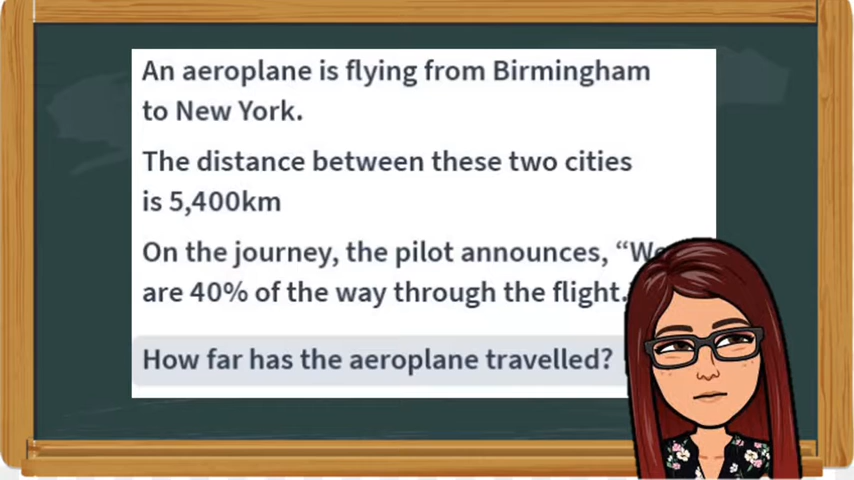 An aeroplane is flying from Birmingham
to New York.
The distance between these two cities
is 5,400km
On the journey, the pilot announces, “We
are 40% of the way through the flight.
How far has the aeroplane travelled?